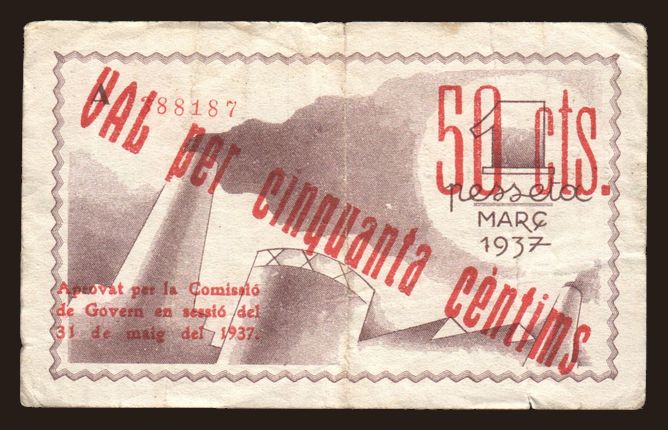 A 88187
VAL per cinquanta céntims
50 cts.
1
pesseta
MARÇ
1937
Aprovat per la Comissió
de Govern en sessió del
31 de maig del 1937.